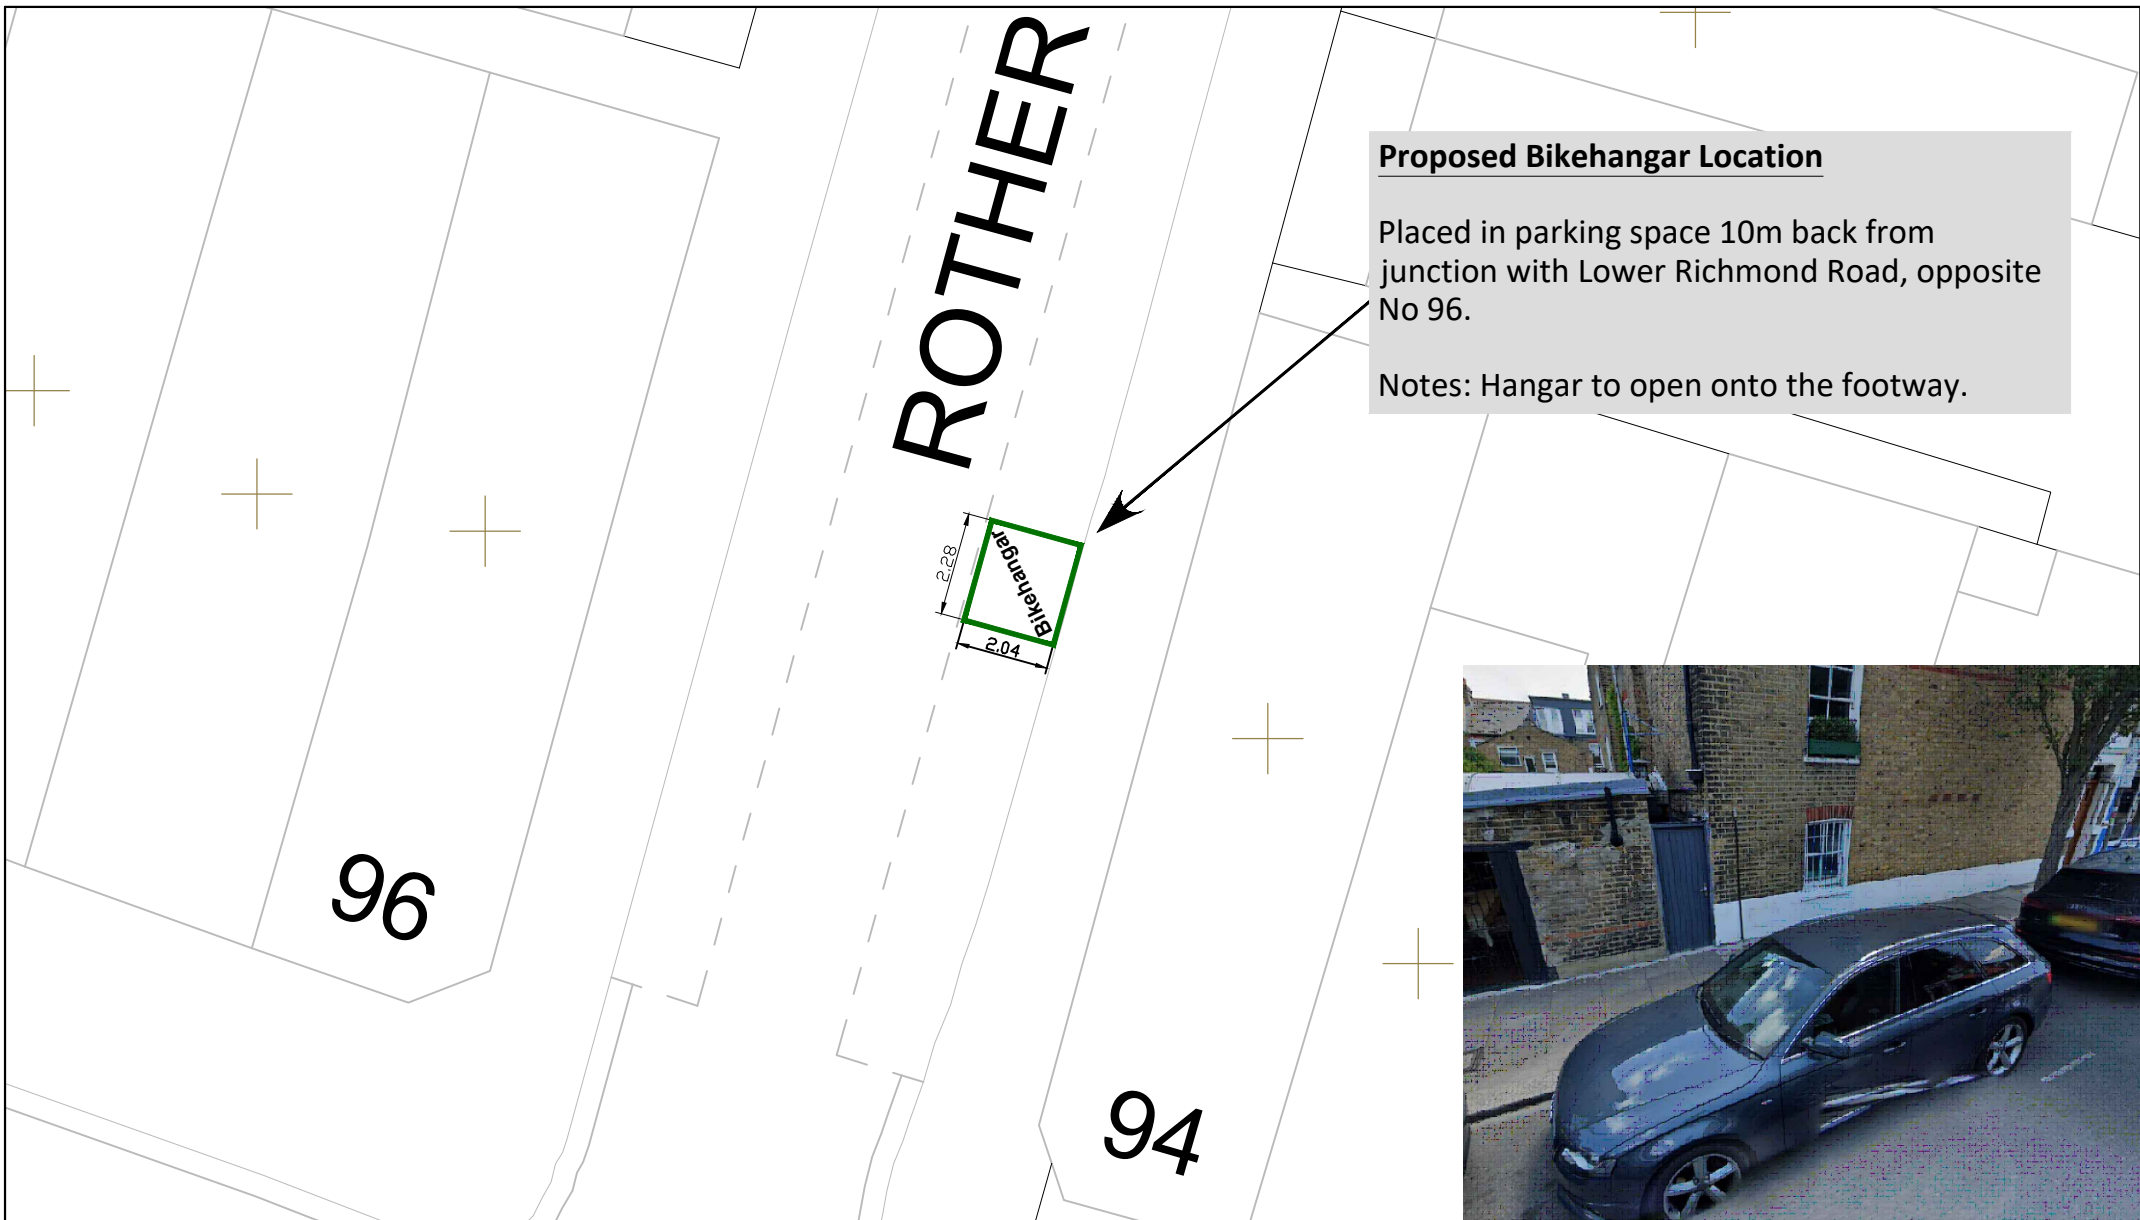 ROTHER
Proposed Bikehangar Location
Placed in parking space 10m back from
junction with Lower Richmond Road, opposite
No 96.
Notes: Hangar to open onto the footway.
2.28
Bikehangar
2.04
96
94